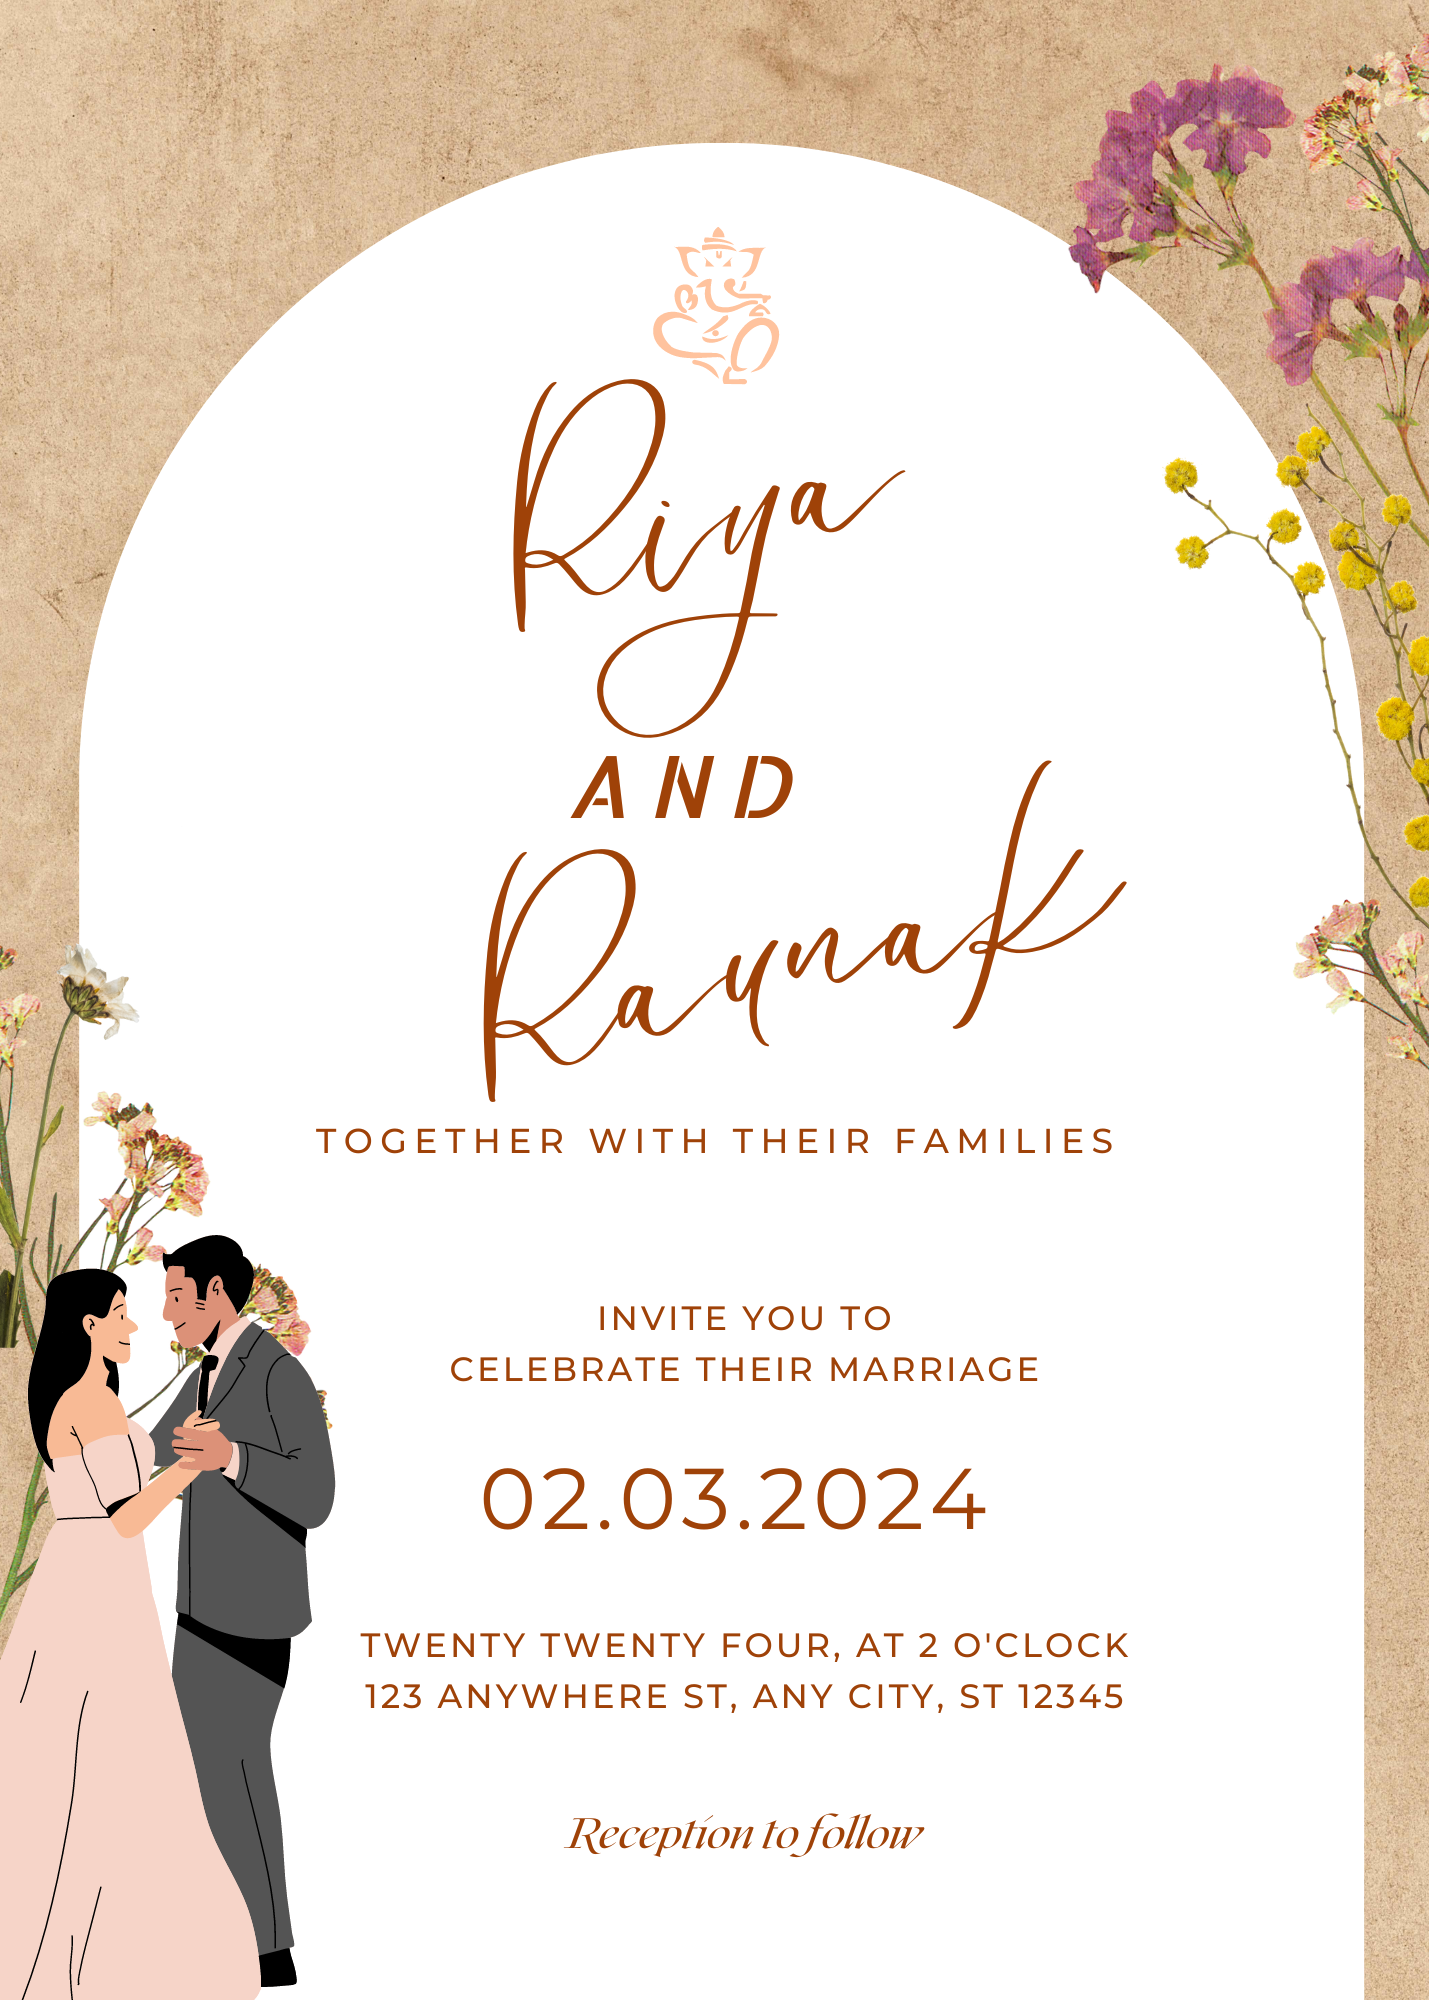 Riya
AND
Raunak
TOGETHER WITH THEIR FAMILIES
INVITE YOU TO
CELEBRATE THEIR MARRIAGE
02.03.2024
TWENTY TWENTY FOUR, AT 2 O'CLOCK
123 ANYWHERE ST, ANY CITY, ST 12345
Reception to follow